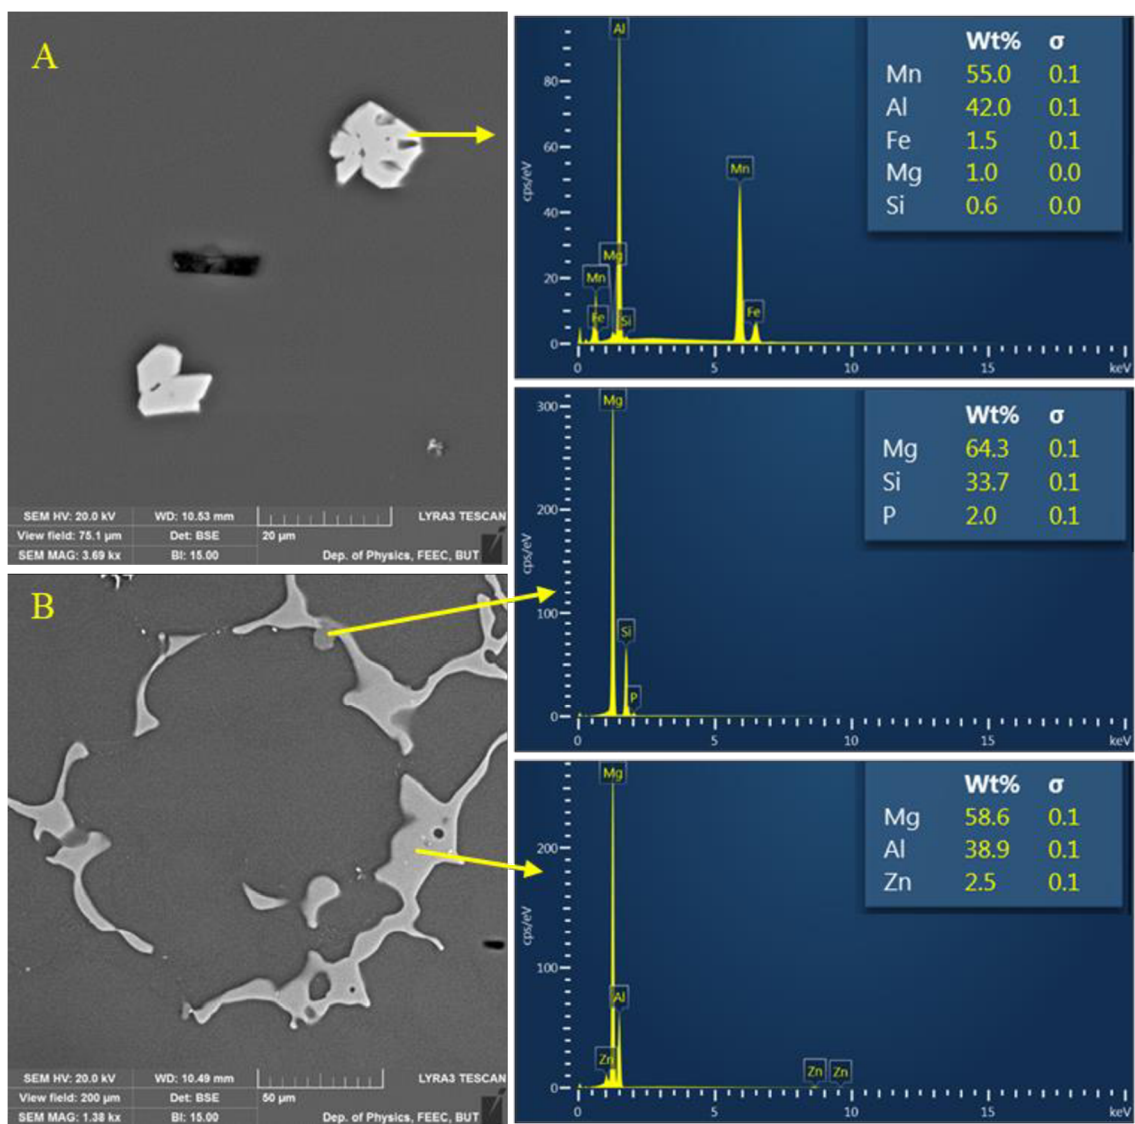 A
SEM HV: 20.0 kV WD: 10.53 mm LYRA3 TESCAN
View field: 75.1 µm Det: BSE 20 µm
SEM MAG: 3.69 kx BI: 15.00 Dep. of Physics, FEEC, BUT
Wt% σ
Mn 55.0 0.1
Al 42.0 0.1
Fe 1.5 0.1
Mg 1.0 0.0
Si 0.6 0.0
cps/eV
80
60
40
20
0
Al
Mn
Mg
Mn
Fe
Si
Fe
0 5 10 15 keV
Wt% σ
Mg 64.3 0.1
Si 33.7 0.1
P 2.0 0.1
cps/eV
300
200
100
0
Mg
Si
P
0 5 10 15 keV
B
SEM HV: 20.0 kV WD: 10.49 mm LYRA3 TESCAN
View field: 200 µm Det: BSE 50 µm
SEM MAG: 1.38 kx BI: 15.00 Dep. of Physics, FEEC, BUT
Wt% σ
Mg 58.6 0.1
Al 38.9 0.1
Zn 2.5 0.1
cps/eV
200
100
0
Mg
Al
Zn
Zn
Zn
0 5 10 15 keV